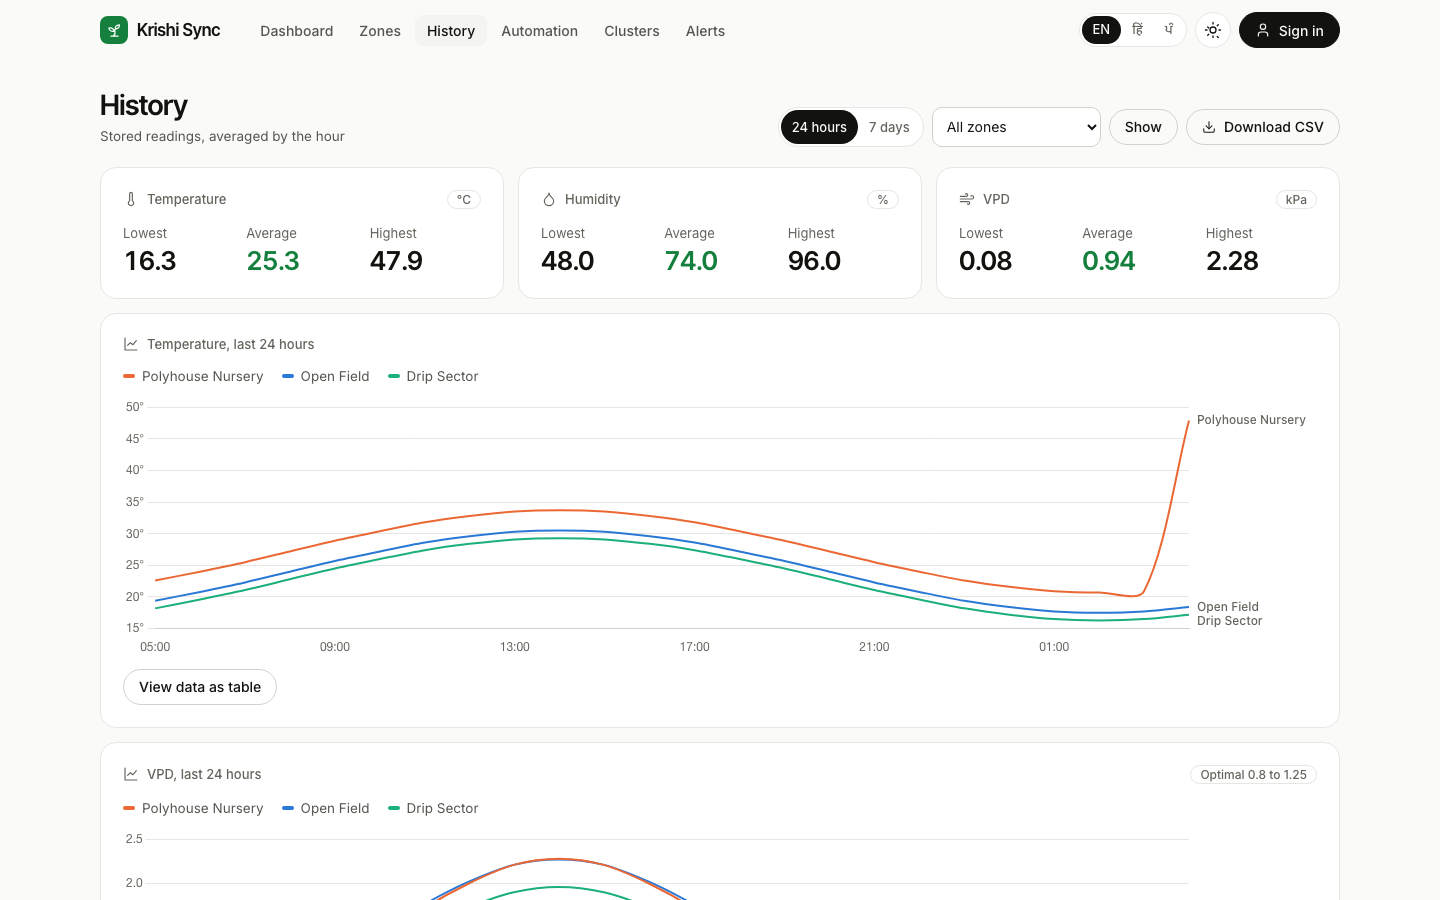 Krishi Sync
Dashboard Zones History Automation Clusters Alerts
EN हिं ਪੰ
Sign in
History
Stored readings, averaged by the hour
24 hours 7 days All zones Show Download CSV
Temperature °C
Lowest Average Highest
16.3 25.3 47.9
Humidity %
Lowest Average Highest
48.0 74.0 96.0
VPD kPa
Lowest Average Highest
0.08 0.94 2.28
Temperature, last 24 hours
Polyhouse Nursery Open Field Drip Sector
50°
45°
40°
35°
30°
25°
20°
15°
Polyhouse Nursery
Open Field
Drip Sector
05:00 09:00 13:00 17:00 21:00 01:00
View data as table
VPD, last 24 hours Optimal 0.8 to 1.25
Polyhouse Nursery Open Field Drip Sector
2.5
2.0